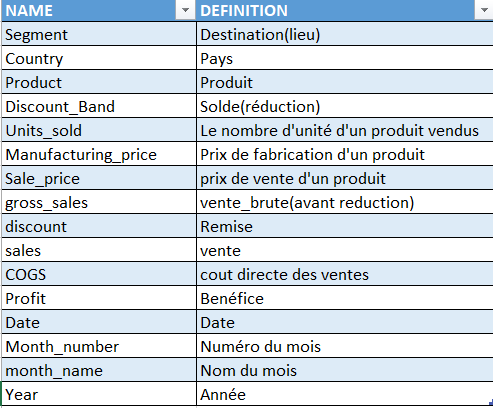 NAME DEFINITION
Segment Destination(lieu)
Country Pays
Product Produit
Discount_Band Solde(réduction)
Units_sold Le nombre d'unité d'un produit vendus
Manufacturing_price Prix de fabrication d'un produit
Sale_price prix de vente d'un produit
gross_sales vente_brute(avant reduction)
discount Remise
sales vente
COGS cout directe des ventes
Profit Benéfice
Date Date
Month_number Numéro du mois
month_name Nom du mois
Year Année